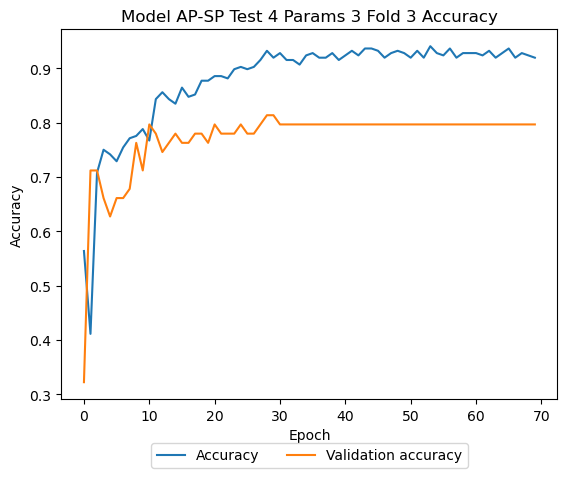 Model AP-SP Test 4 Params 3 Fold 3 Accuracy
Accuracy
0.9
0.8
0.7
0.6
0.5
0.4
0.3
0 10 20 30 40 50 60 70
Epoch
Accuracy Validation accuracy